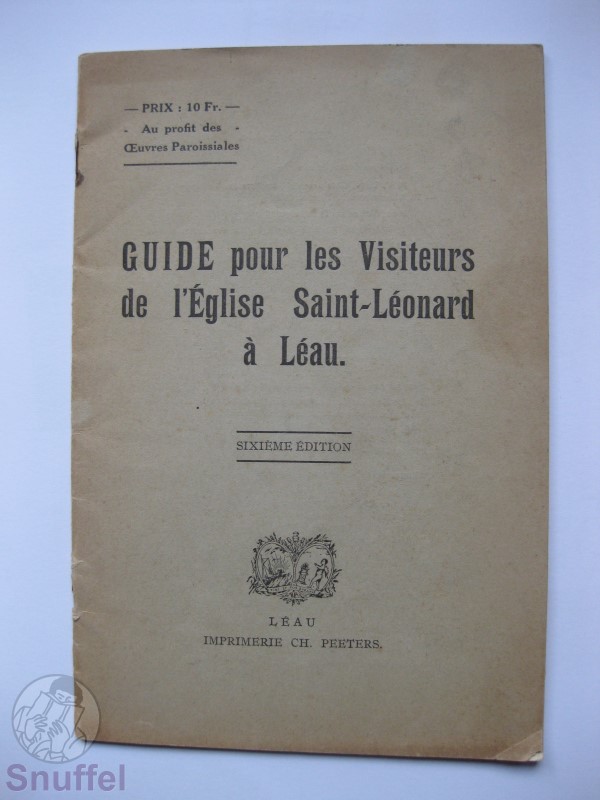 — PRIX : 10 Fr. —
- Au profit des -
Œuvres Paroissiales
GUIDE pour les Visiteurs
de l'Église Saint-Léonard
à Léau.
SIXIÈME ÉDITION
LÉAU
IMPRIMERIE CH. PEETERS.
Snuffel